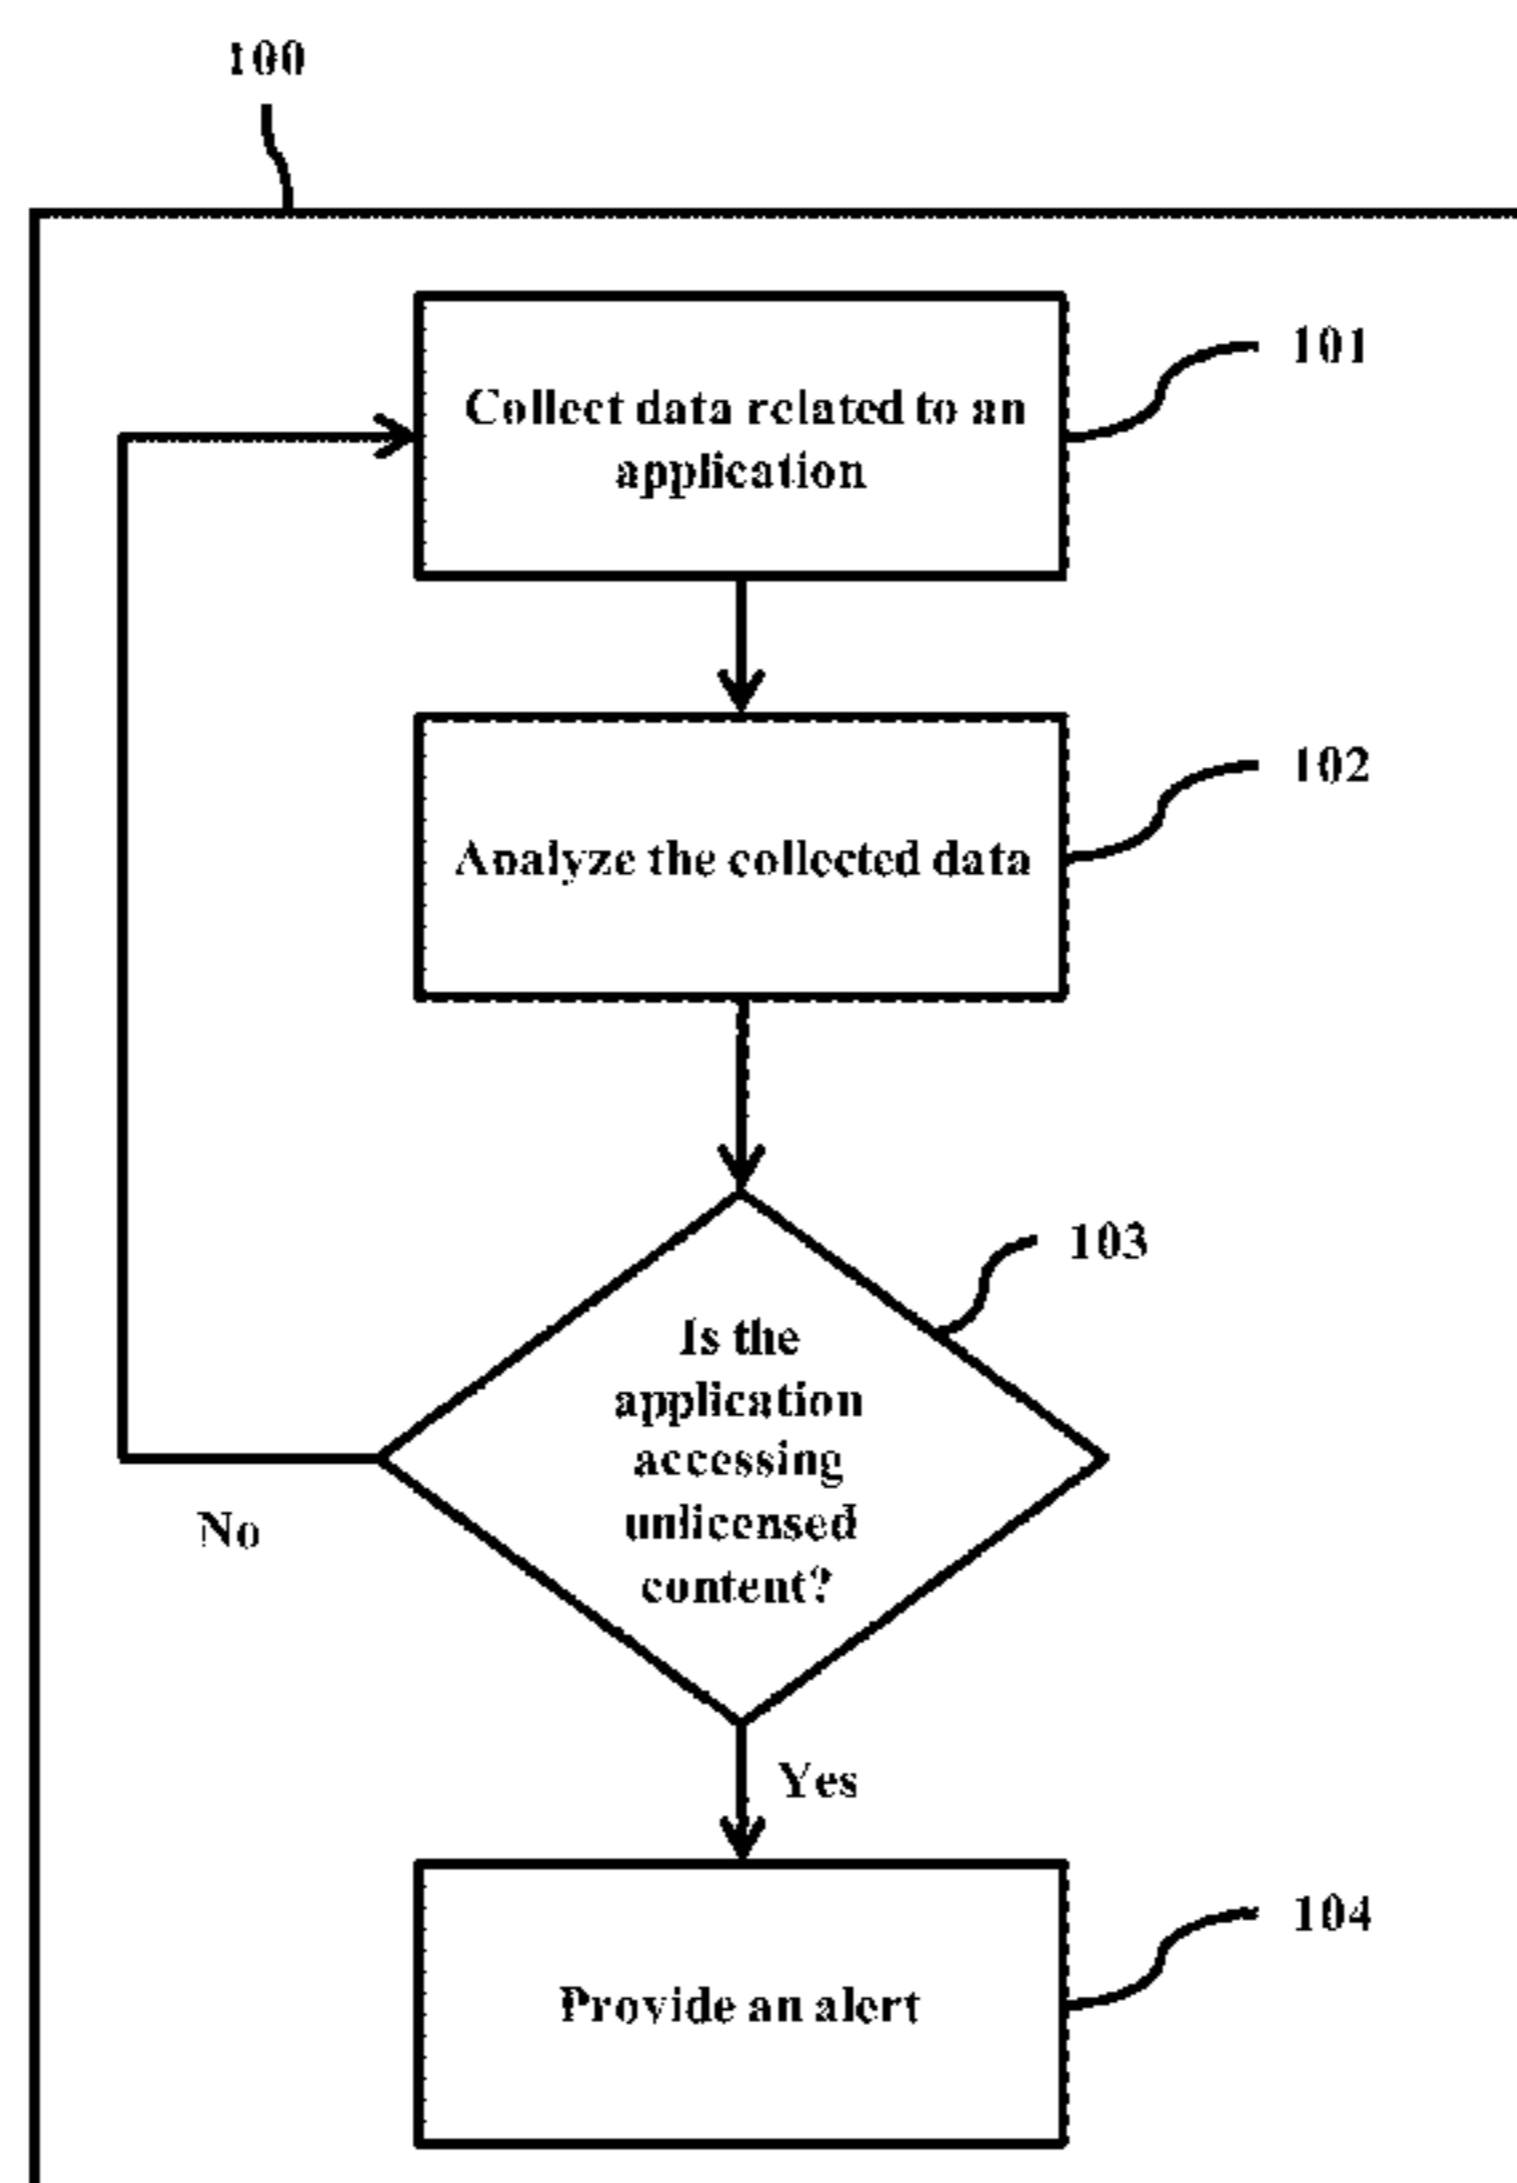 100
Collect data related to an
application
101
Analyze the collected data
102
Is the
application
accessing
unlicensed
content?
103
No
Yes
Provide an alert
104